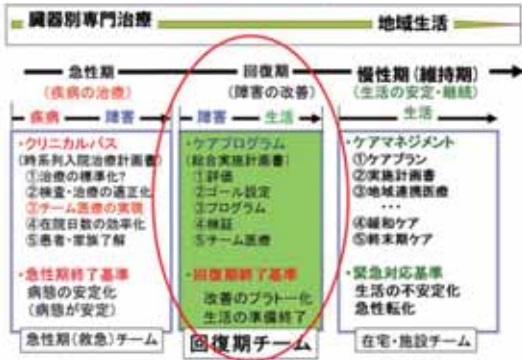 臓器別専門治療
地域生活
急性期
(疾病の治療)
疾病 障害
・クリニカルパス
(時系列入院治療計画書)
①治療の標準化?
②検査・治療の適正化
③チーム医療の実現
④在院日数の効率化
⑤患者・家族了解
・急性期終了基準
病態の安定化
(病態が安定)
急性期(救急)チーム
回復期
(障害の改善)
障害 生活
・ケアプログラム
(総合実施計画書)
①評価
②ゴール設定
③プログラム
④検証
⑤チーム医療
・回復期終了基準
改善のプラトー化
生活の準備終了
回復期チーム
慢性期(維持期)
(生活の安定・継続)
生活
・ケアマネジメント
①ケアプラン
②実施計画書
③地域連携医療
・・・
④緩和ケア
⑤終末期ケア
・緊急対応基準
生活の不安定化
急性転化
在宅・施設チーム